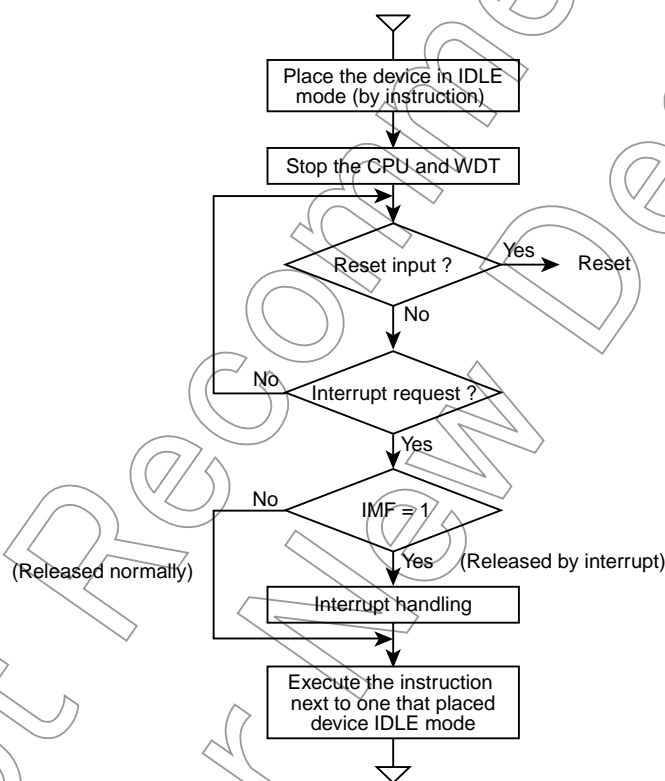 Place the device in IDLE
mode (by instruction)
Stop the CPU and WDT
Reset input ?
Yes
Reset
No
Interrupt request ?
No
Yes
IMF = 1
No
Yes
(Released normally)
(Released by interrupt)
Interrupt handling
Execute the instruction
next to one that placed
device IDLE mode